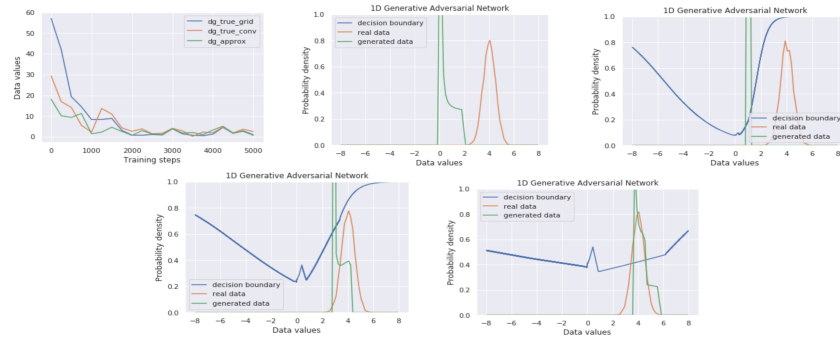 60
50
40
30
20
10
0
dg_true_grid
dg_true_conv
dg_approx
Data values
0 1000 2000 3000 4000 5000
Training steps
1D Generative Adversarial Network
1.0
0.8
0.6
0.4
0.2
0.0
decision boundary
real data
generated data
Probability density
−8 −6 −4 −2 0 2 4 6 8
Data values
1D Generative Adversarial Network
1.0
0.8
0.6
0.4
0.2
0.0
decision boundary
real data
generated data
Probability density
−8 −6 −4 −2 0 2 4 6 8
Data values
1D Generative Adversarial Network
1.0
0.8
0.6
0.4
0.2
0.0
decision boundary
real data
generated data
Probability density
−8 −6 −4 −2 0 2 4 6 8
Data values
1D Generative Adversarial Network
1.0
0.8
0.6
0.4
0.2
0.0
decision boundary
real data
generated data
Probability density
−8 −6 −4 −2 0 2 4 6 8
Data values